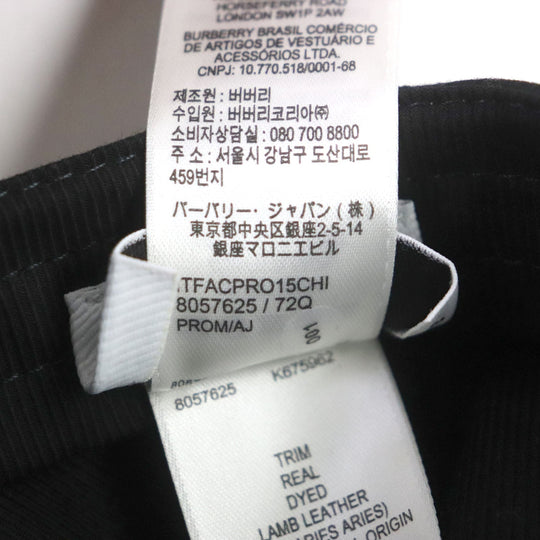 HORSEFERRY ROAD
LONDON SW1P 2AW
BURBERRY BRASIL COMÉRCIO
DE ARTIGOS DE VESTUÁRIO E
ACESSÓRIOS LTDA.
CNPJ: 10.770.518/0001-68
제조원 : 버버리
수입원 : 버버리코리아㈜
소비자상담실 : 080 700 8800
주 소 : 서울시 강남구 도산대로
459번지
バーバリー・ジャパン(株)
東京都中央区銀座2-5-14
銀座マロニエビル
.TFACPRO15CHI
8057625 / 72Q
PROM/AJ
100
8057625
K675962
TRIM
REAL
DYED
LAMB LEATHER
ARIES ARIES)
ORIGIN